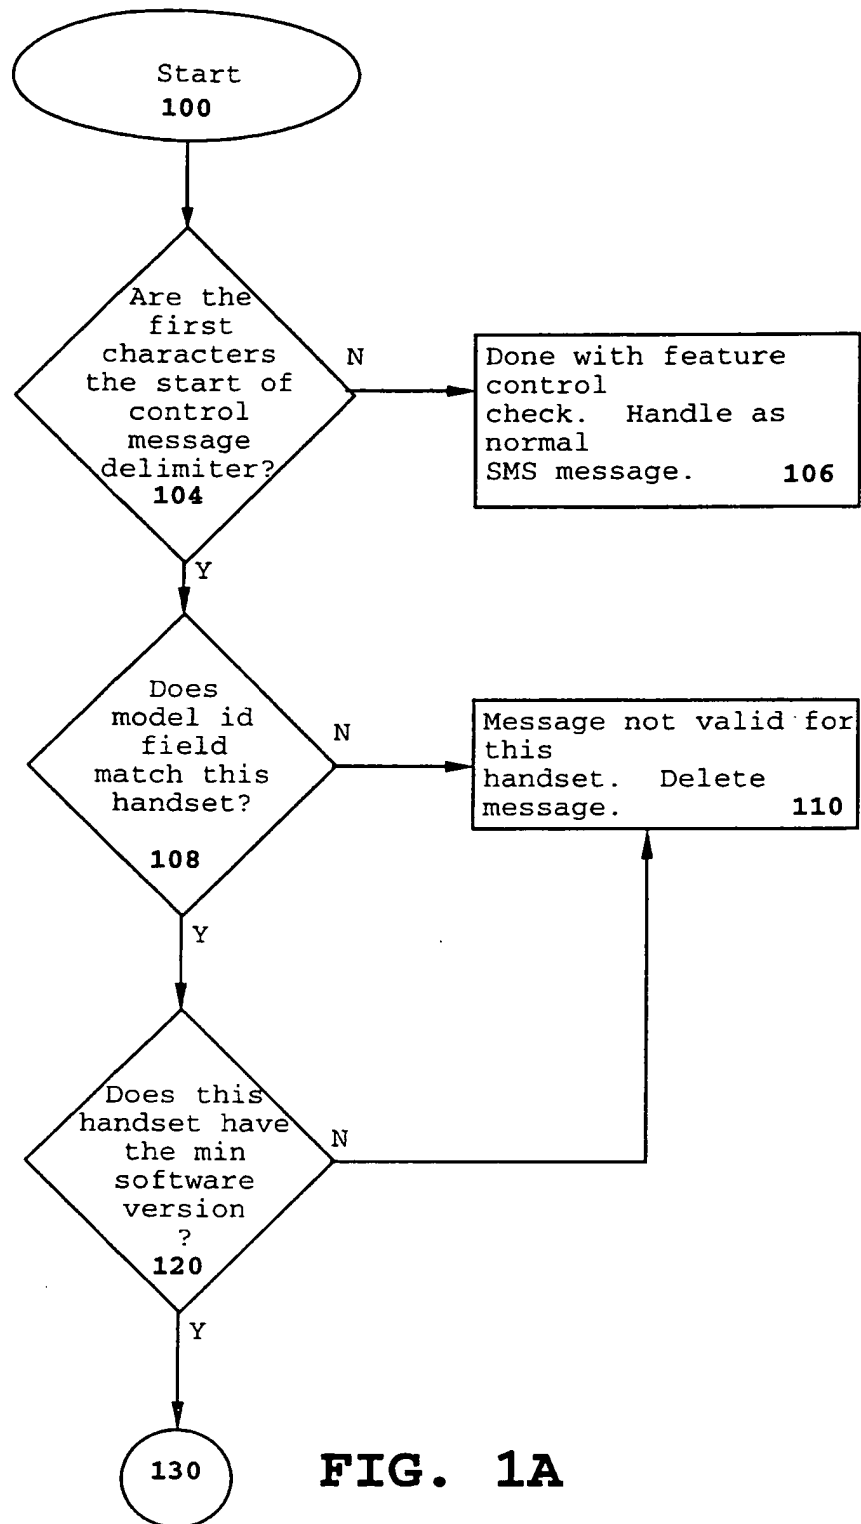 Start
100
Are the
first
characters
the start of
control
message
delimiter?
104
N
Done with feature
control
check. Handle as
normal
SMS message. 106
Y
Does
model id
field
match this
handset?
108
N
Message not valid for
this
handset. Delete
message. 110
Y
Does this
handset have
the min
software
version
?
120
N
Y
130
FIG. 1A